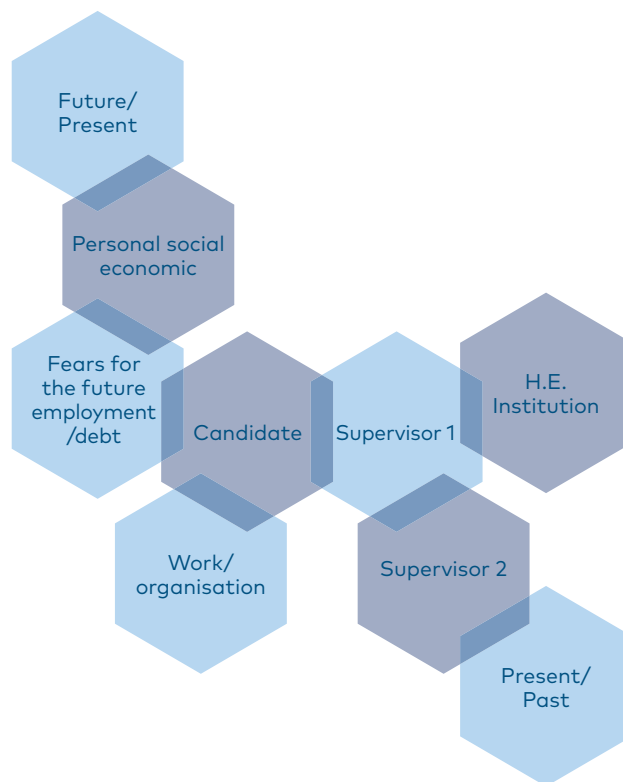 Future/
Present
Personal social
economic
Fears for
the future
employment
/debt
Candidate
Supervisor 1
H.E.
Institution
Work/
organisation
Supervisor 2
Present/
Past